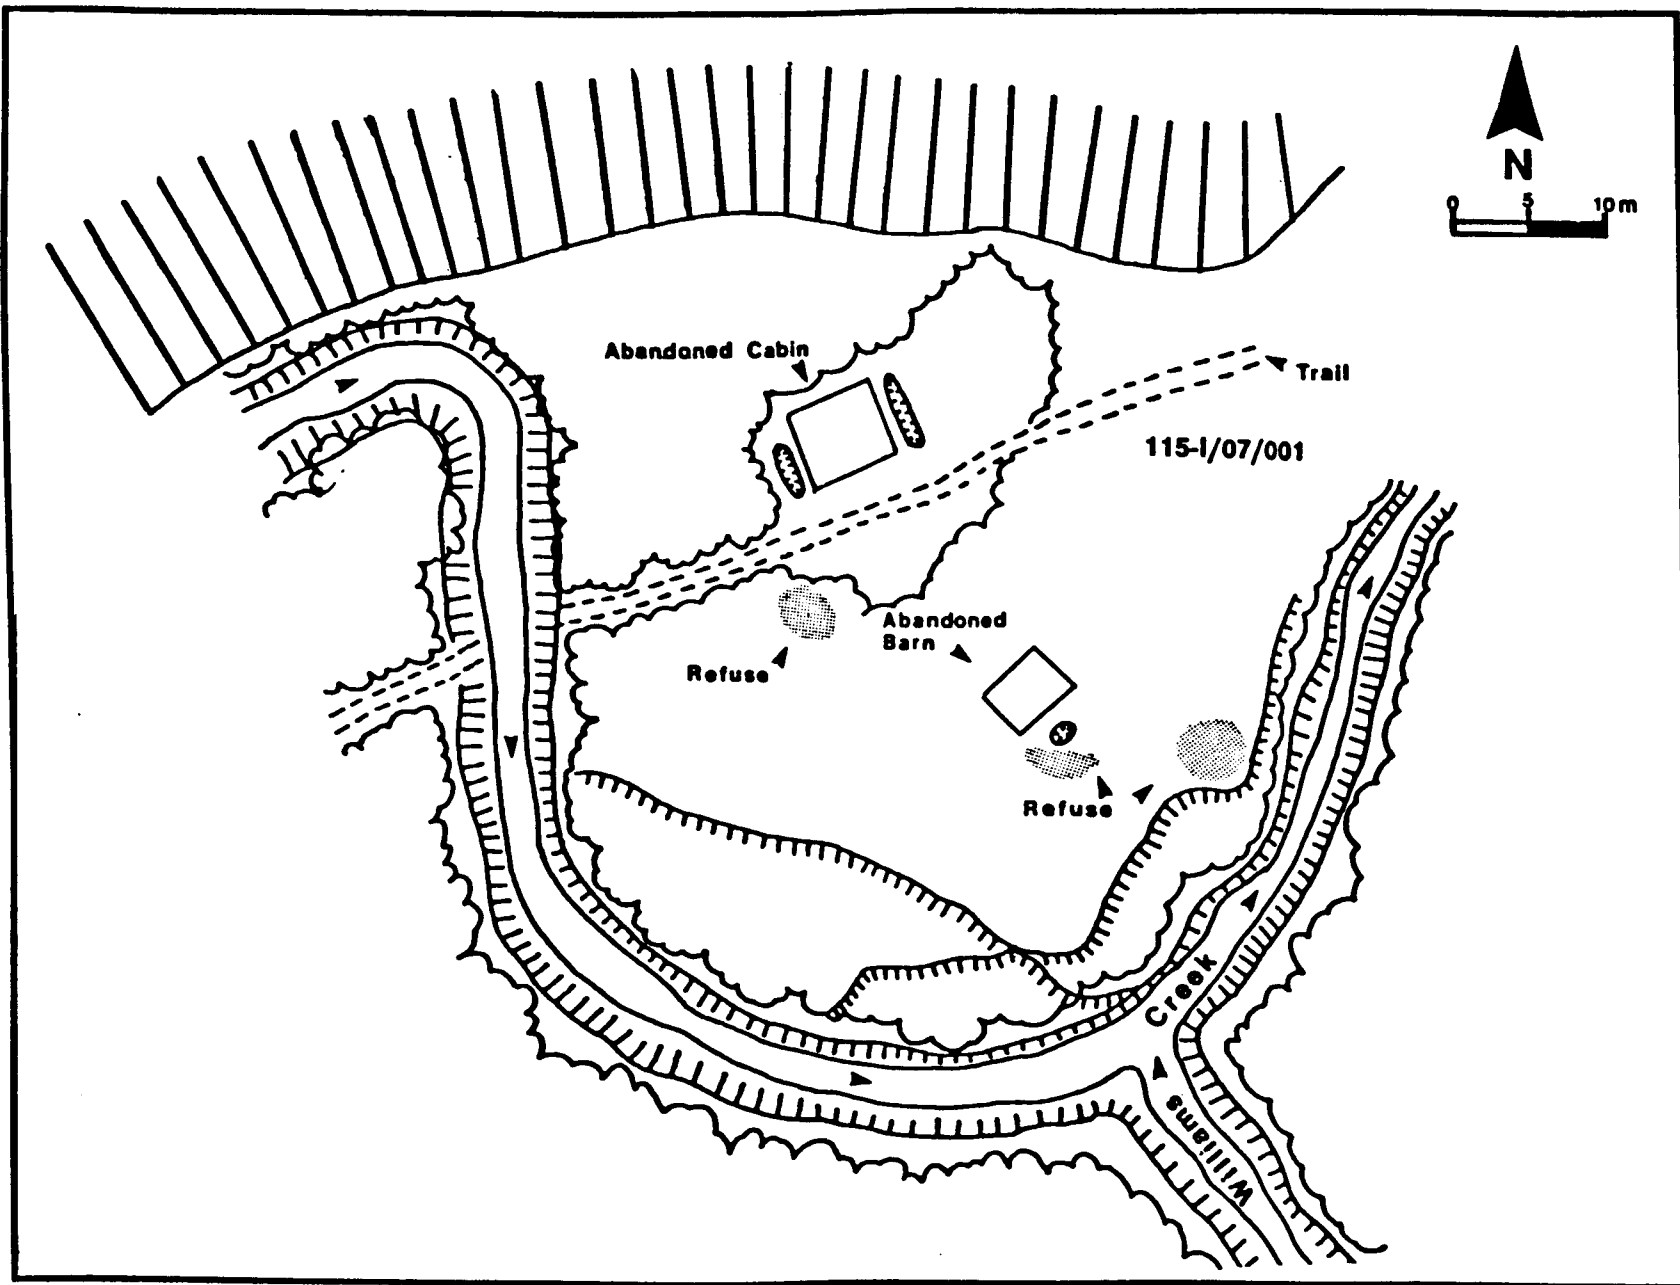 N
0 5 10m
Abandoned Cabin
Trail
115-I/07/001
Abandoned
Barn
Refuse
Refuse
Williams Creek